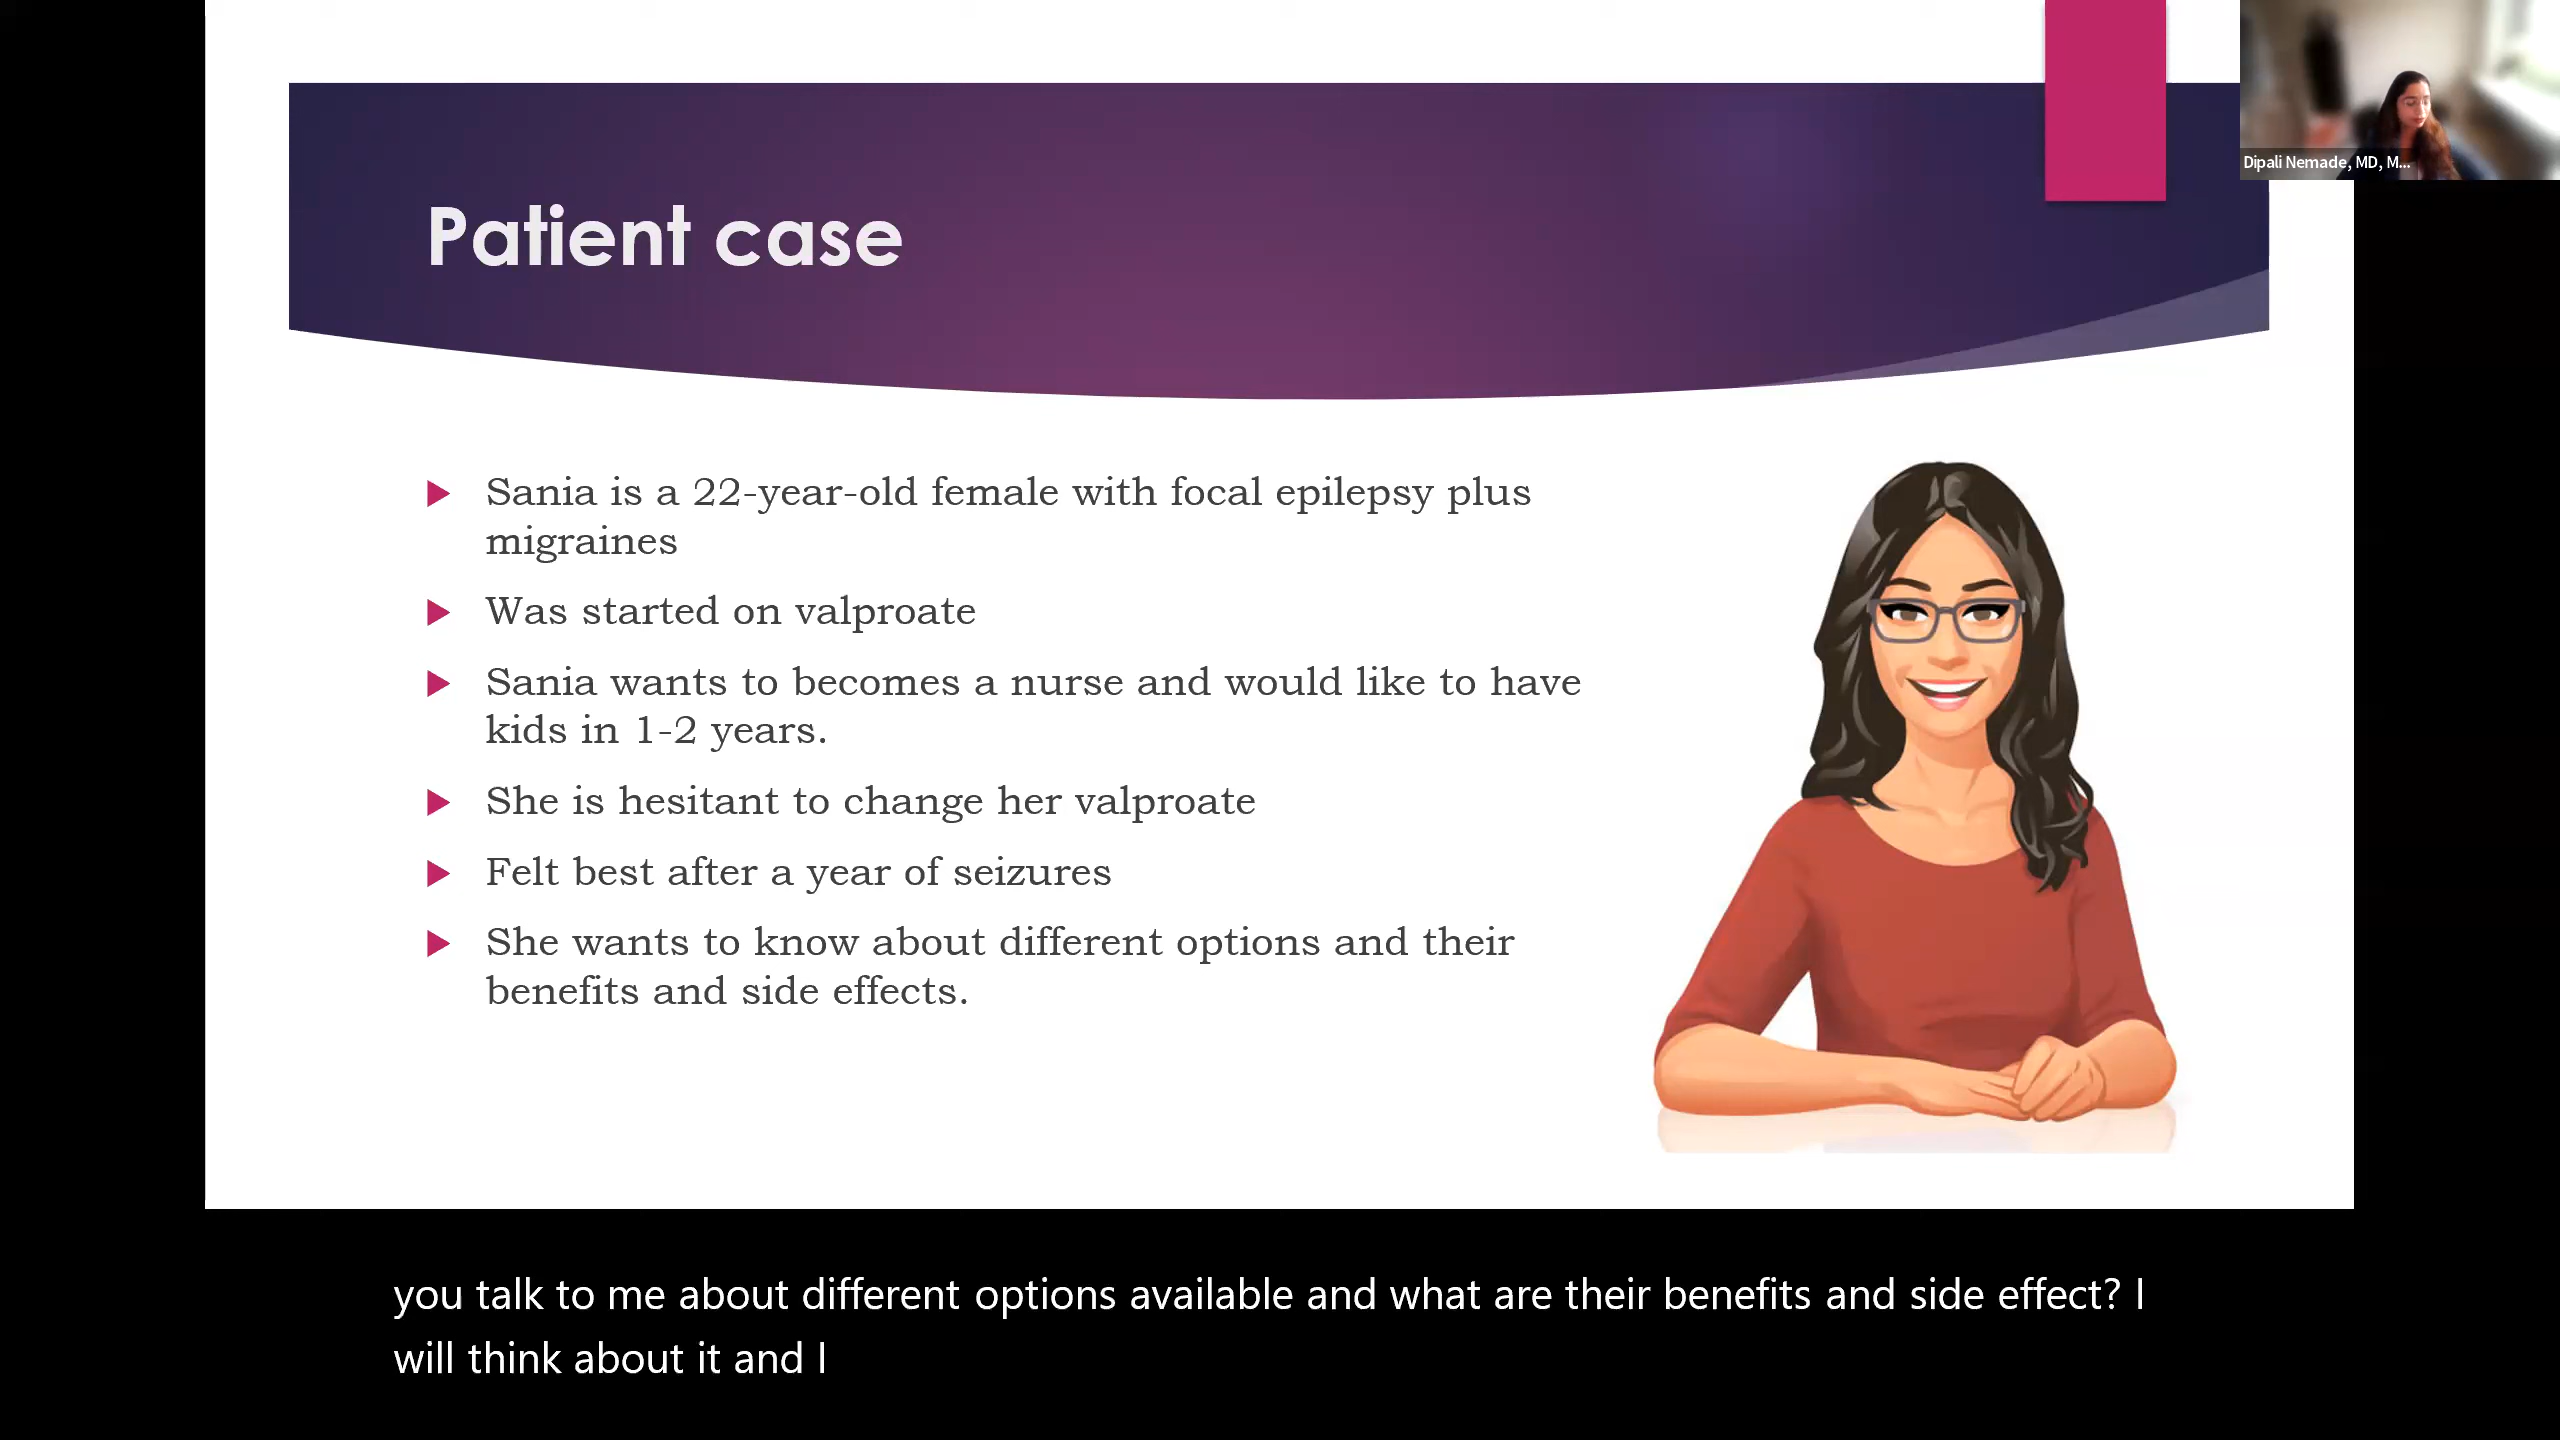 Dipali Nemade, MD, M...
Patient case
Sania is a 22-year-old female with focal epilepsy plus
migraines
Was started on valproate
Sania wants to becomes a nurse and would like to have
kids in 1-2 years.
She is hesitant to change her valproate
Felt best after a year of seizures
She wants to know about different options and their
benefits and side effects.
you talk to me about different options available and what are their benefits and side effect? I
will think about it and I